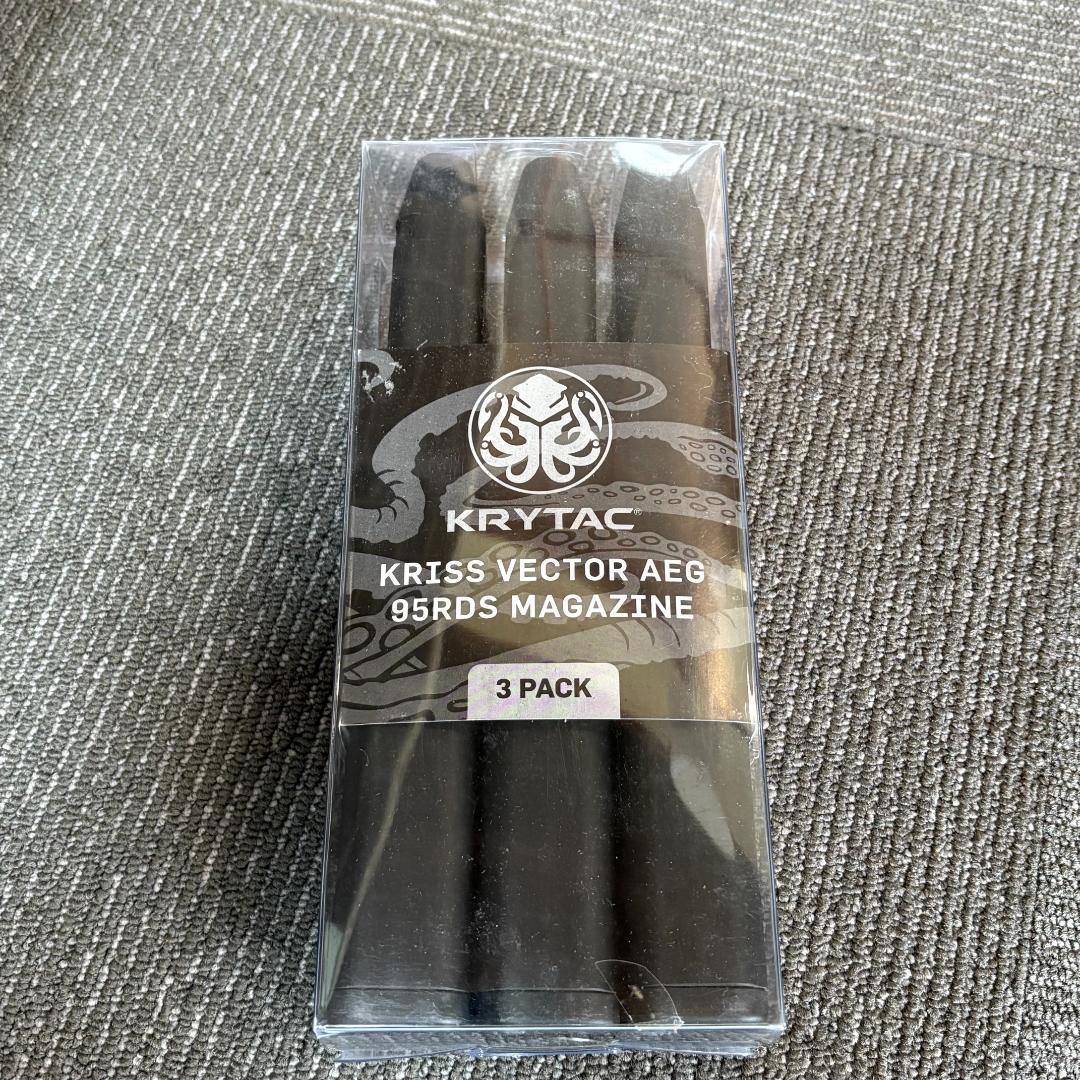 KRYTAC®
KRISS VECTOR AEG
95RDS MAGAZINE
3 PACK